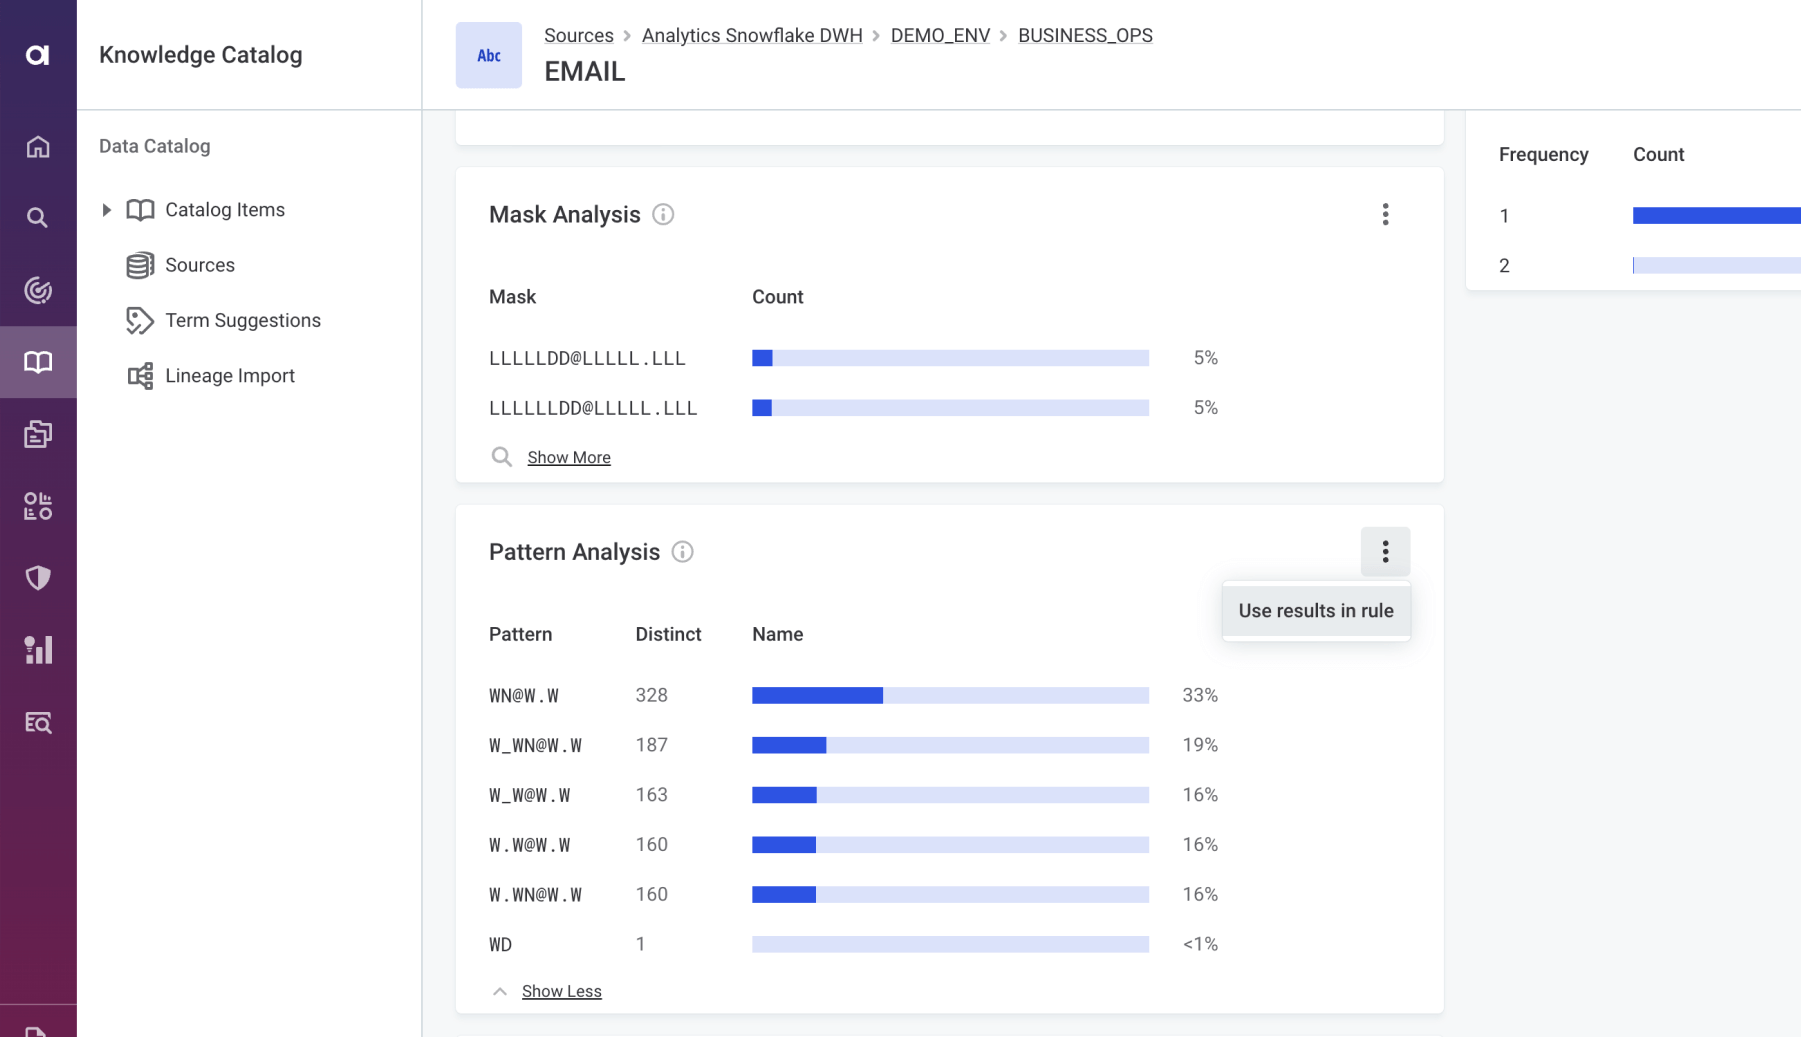 a
Knowledge Catalog
Abc
Sources > Analytics Snowflake DWH > DEMO_ENV > BUSINESS_OPS
EMAIL
Data Catalog
Catalog Items
Sources
Term Suggestions
Lineage Import
Mask Analysis
Mask Count
LLLLLDD@LLLLL.LLL 5%
LLLLLLDD@LLLLL.LLL 5%
Show More
Frequency Count
1
2
Pattern Analysis
Use results in rule
Pattern Distinct Name
WN@W.W 328 33%
W_WN@W.W 187 19%
W_W@W.W 163 16%
W.W@W.W 160 16%
W.WN@W.W 160 16%
WD 1 <1%
Show Less